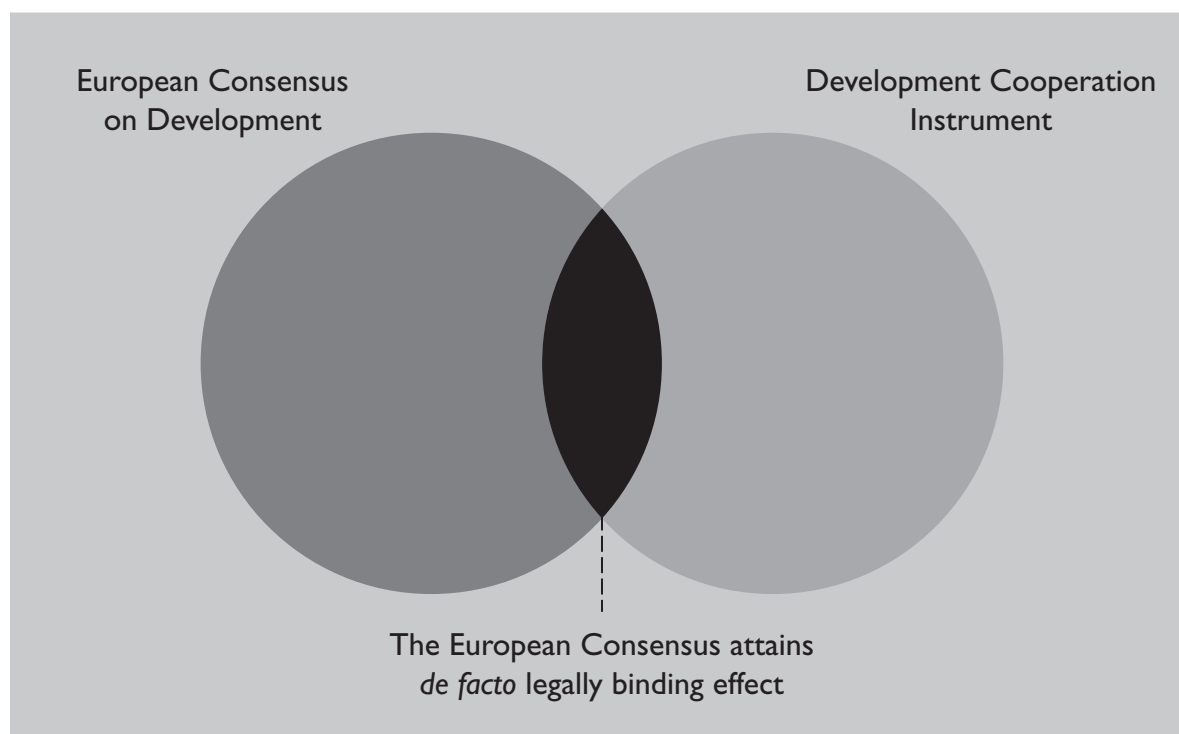 European Consensus
on Development
Development Cooperation
Instrument
The European Consensus attains
de facto legally binding effect